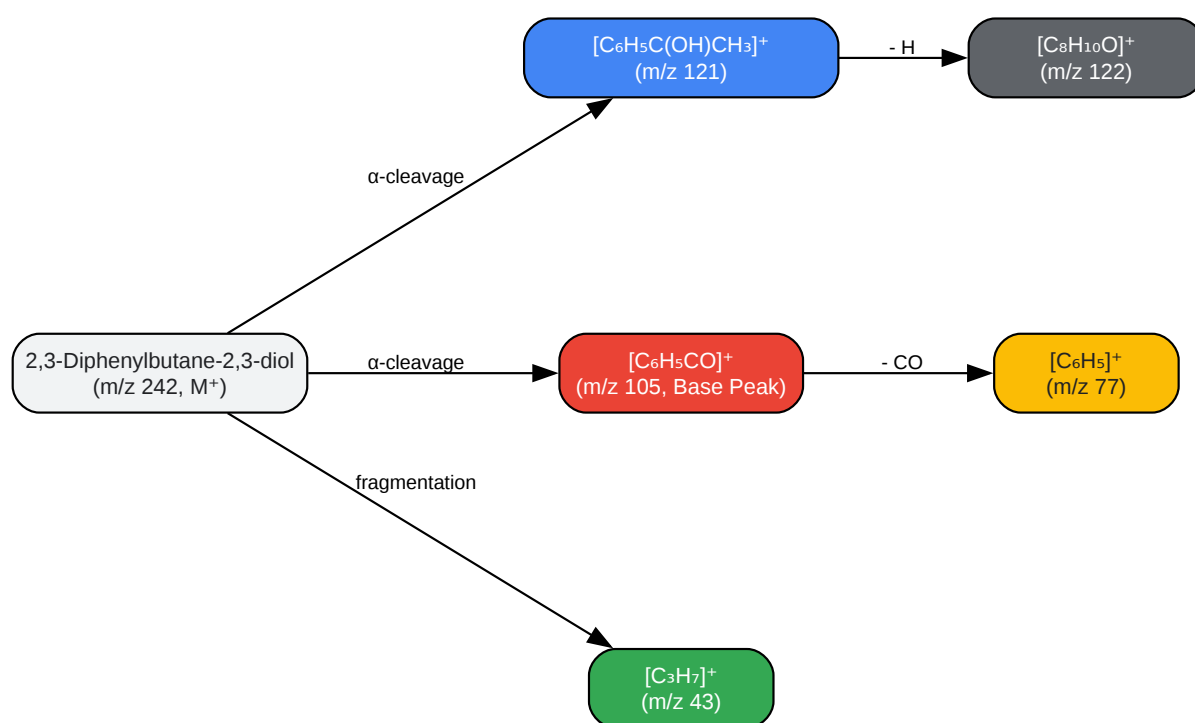 [C₆H₅C(OH)CH₃]⁺
(m/z 121)
- H
[C₈H₁₀O]⁺
(m/z 122)
α-cleavage
2,3-Diphenylbutane-2,3-diol
(m/z 242, M⁺)
α-cleavage
[C₆H₅CO]⁺
(m/z 105, Base Peak)
- CO
[C₆H₅]⁺
(m/z 77)
fragmentation
[C₃H₇]⁺
(m/z 43)